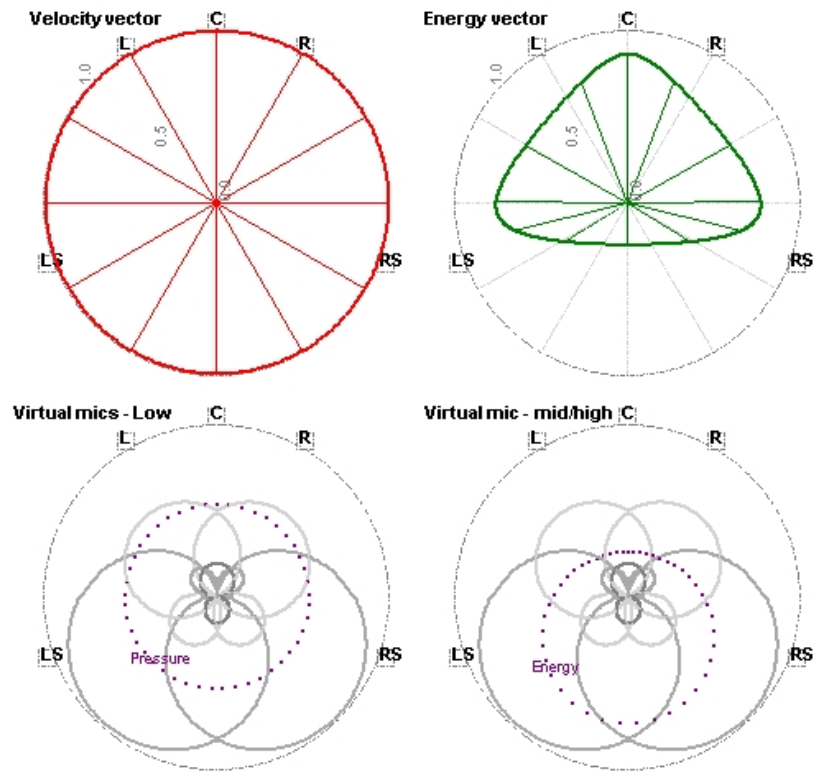 Velocity vector
C
L
R
1.0
0.5
0.0
LS
RS
Energy vector
C
L
R
1.0
0.5
0.0
LS
RS
Virtual mics - Low
C
L
R
Pressure
LS
RS
Virtual mic - mid/high
C
L
R
Energy
LS
RS